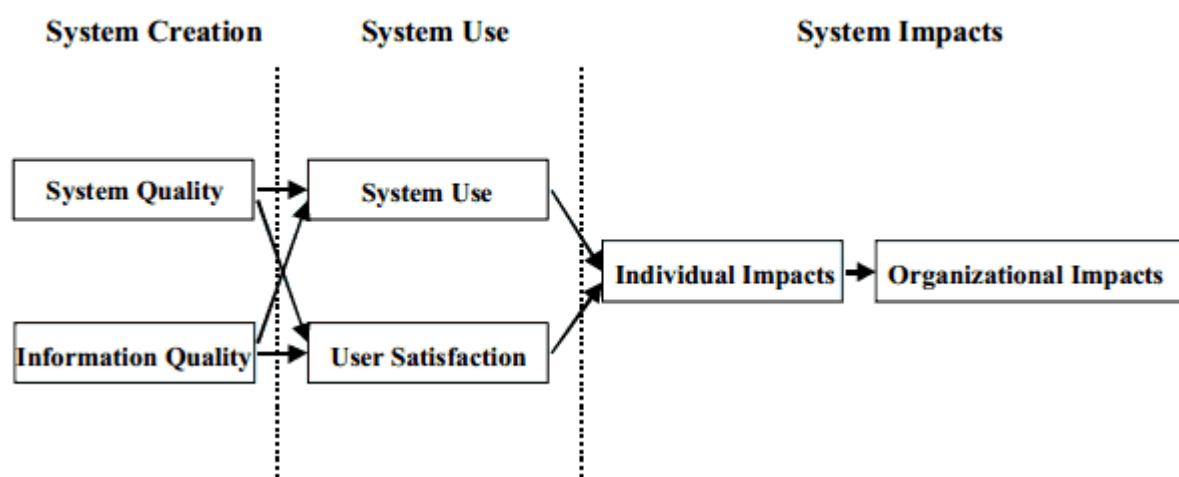 System Creation
System Use
System Impacts
System Quality
System Use
Individual Impacts
Organizational Impacts
Information Quality
User Satisfaction